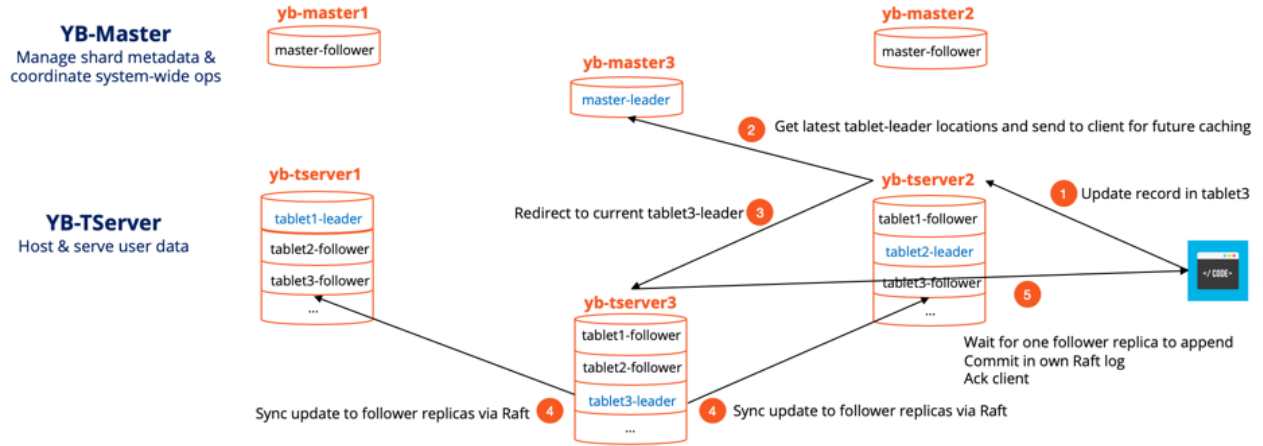 yb-master1
yb-master2
YB-Master
Manage shard metadata &
coordinate system-wide ops
master-follower
master-follower
yb-master3
master-leader
2
Get latest tablet-leader locations and send to client for future caching
yb-tserver1
yb-tserver2
1
Update record in tablet3
YB-TServer
Host & serve user data
tablet1-leader
tablet2-follower
tablet3-follower
...
Redirect to current tablet3-leader
3
tablet1-follower
tablet2-leader
tablet3-follower
...
</ CODE>
yb-tserver3
5
tablet1-follower
tablet2-follower
tablet3-leader
...
Wait for one follower replica to append
Commit in own Raft log
Ack client
Sync update to follower replicas via Raft
4
4
Sync update to follower replicas via Raft